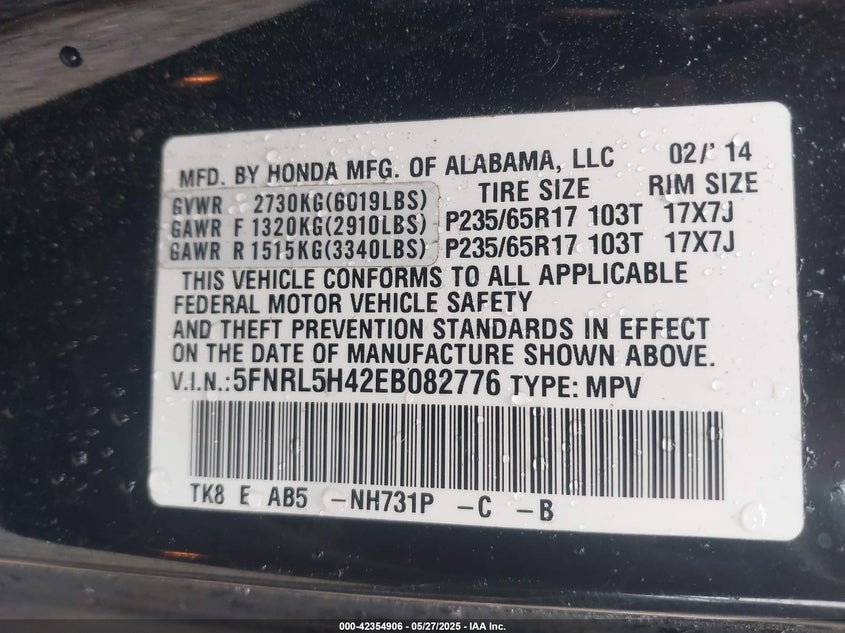 MFD. BY HONDA MFG. OF ALABAMA, LLC 02/' 14
GVWR 2730KG(6019LBS) TIRE SIZE RIM SIZE
GAWR F 1320KG(2910LBS) P235/65R17 103T 17X7J
GAWR R 1515KG(3340LBS) P235/65R17 103T 17X7J
THIS VEHICLE CONFORMS TO ALL APPLICABLE
FEDERAL MOTOR VEHICLE SAFETY
AND THEFT PREVENTION STANDARDS IN EFFECT
ON THE DATE OF MANUFACTURE SHOWN ABOVE.
V.I.N.: 5FNRL5H42EB082776 TYPE: MPV
TK8 E AB5 -NH731P -C -B
000-42354906 - 05/27/2025 - IAA Inc.